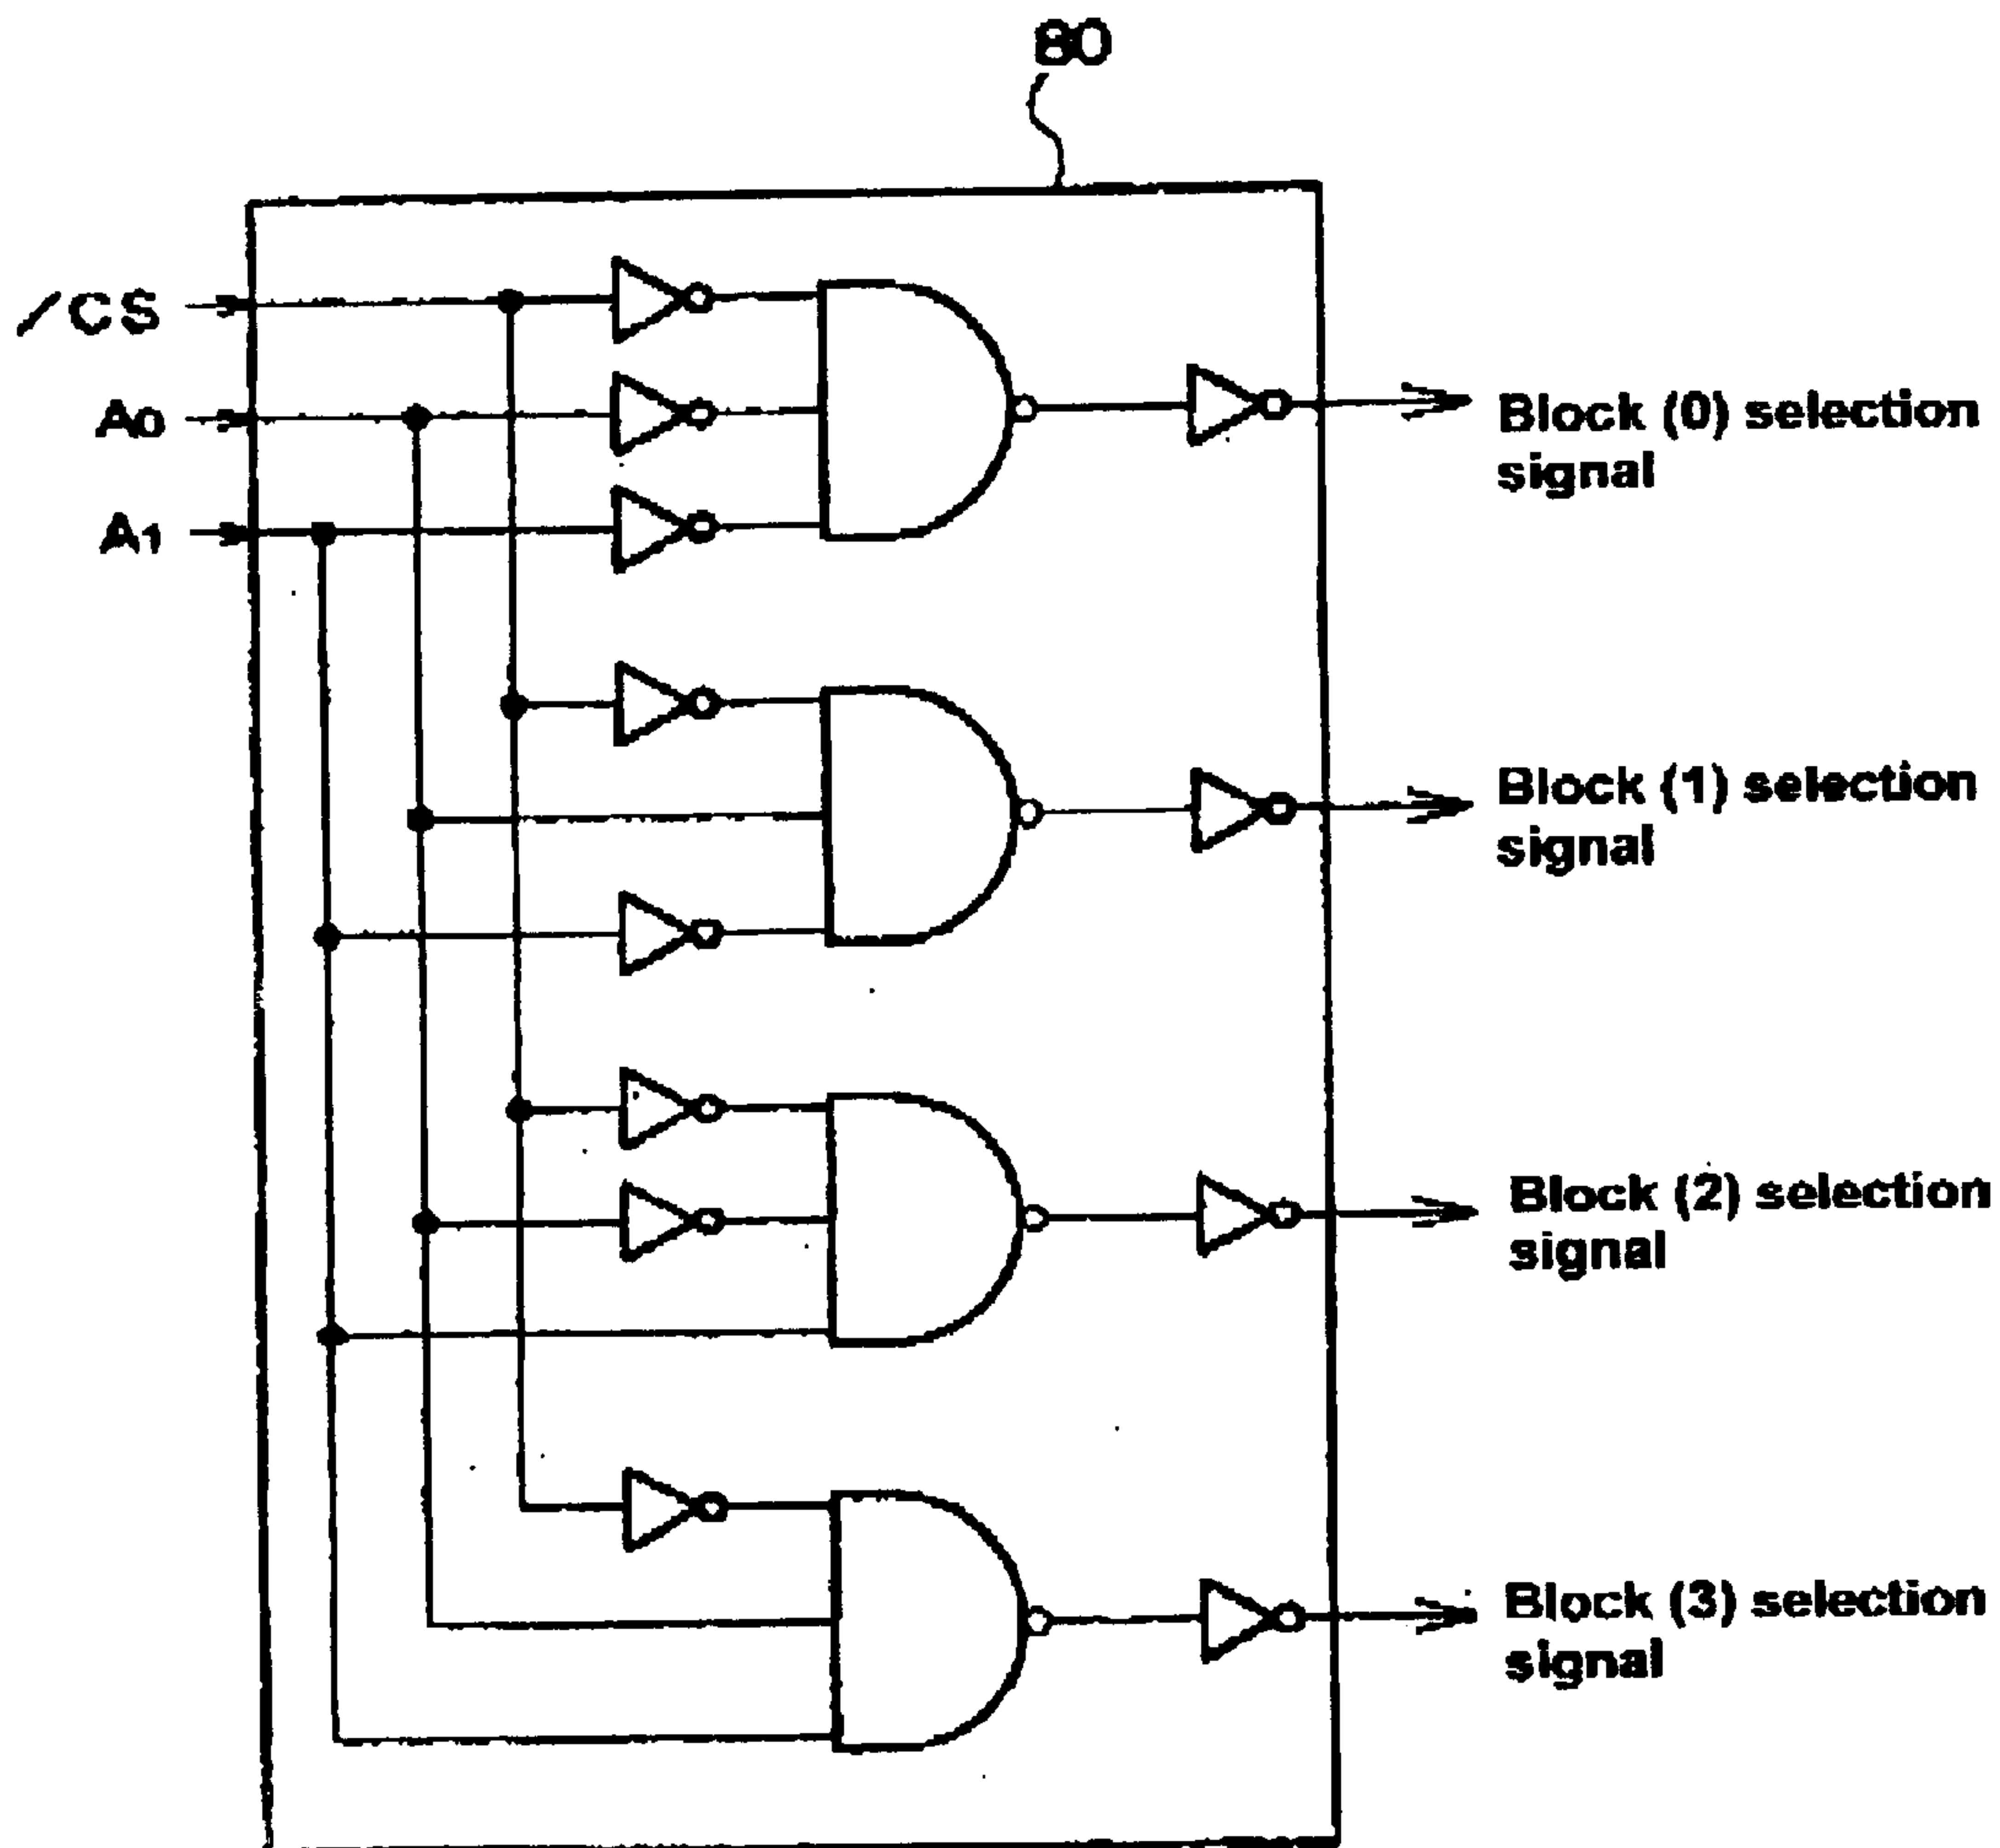 80
/CS
A0
A1
Block (0) selection
signal
Block (1) selection
signal
Block (2) selection
signal
Block (3) selection
signal